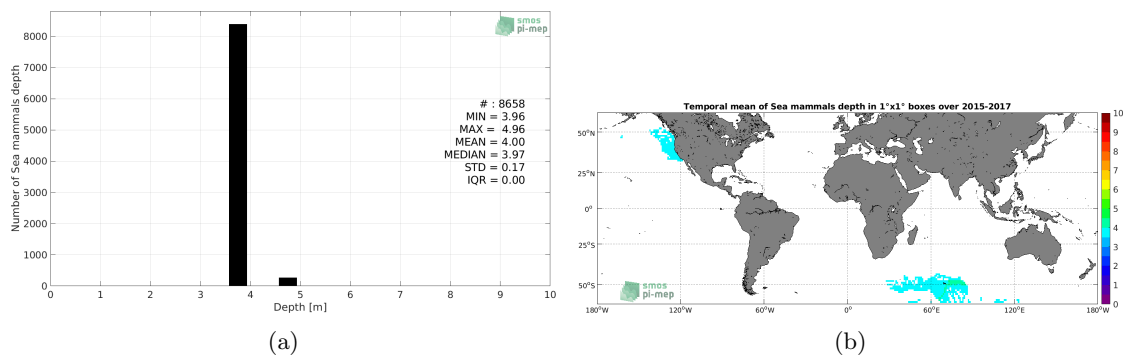 smos
pi-mep
8000
7000
6000
5000
4000
3000
2000
1000
0
Number of Sea mammals depth
# : 8658
MIN = 3.96
MAX = 4.96
MEAN = 4.00
MEDIAN = 3.97
STD = 0.17
IQR = 0.00
0 1 2 3 4 5 6 7 8 9 10
Depth [m]
(a)
Temporal mean of Sea mammals depth in 1°x1° boxes over 2015-2017
50°N
25°N
0°
25°S
50°S
180°W 120°W 60°W 0° 60°E 120°E 180°E
smos
pi-mep
10
9
8
7
6
5
4
3
2
1
0
(b)